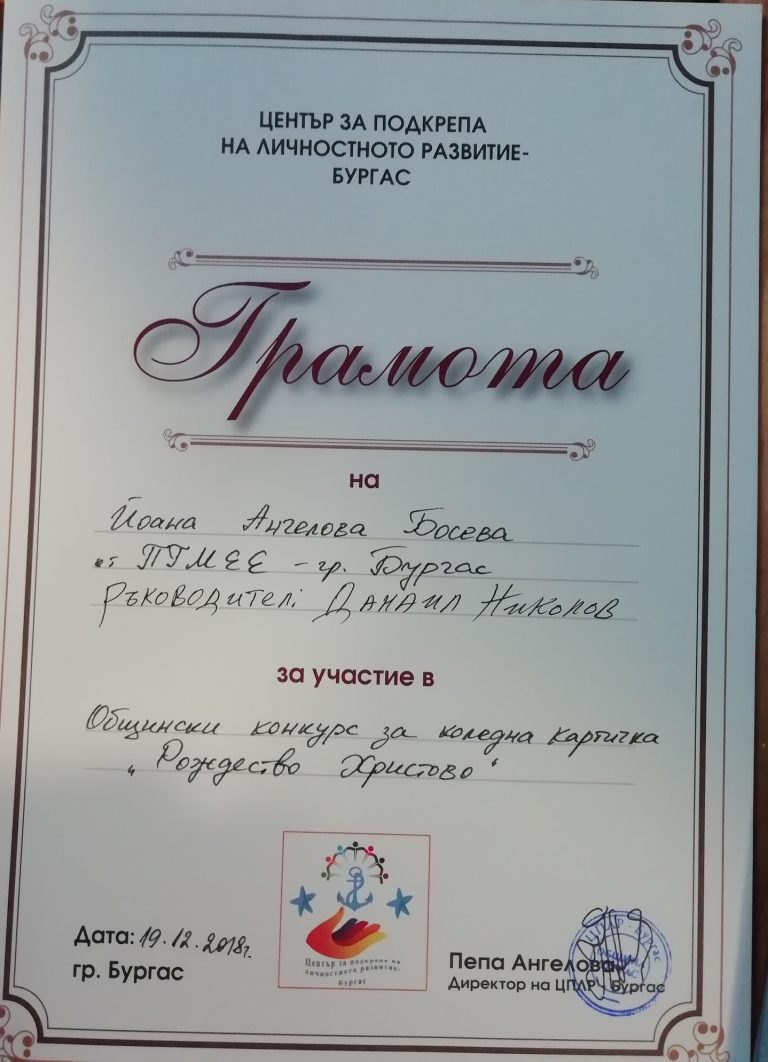 ЦЕНТЪР ЗА ПОДКРЕПА
НА ЛИЧНОСТНОТО РАЗВИТИЕ-
БУРГАС
Грамота
на
Йоана Ангелова Босева
от ПГМЕЕ - гр. Бургас
Ръководител: Данаил Николов
за участие в
Общински конкурс за коледна картичка
„Рождество Христово“
Център за подкрепа на
личностното развитие-
Бургас
Дата: 19.12.2018г.
гр. Бургас
Пепа Ангелова
Директор на ЦПЛР - Бургас